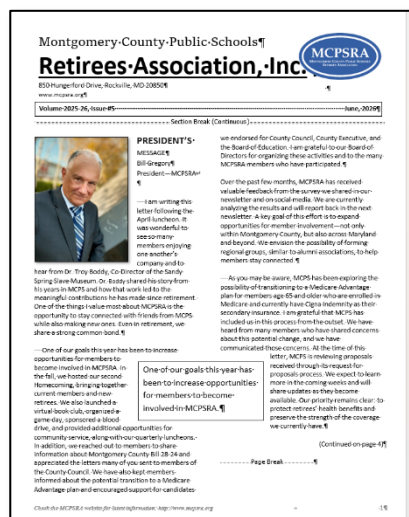 Montgomery·County·Public·Schools¶
Retirees·Association,·Inc.
MCPSRA
MONTGOMERY COUNTY PUBLIC SCHOOLS
RETIREES ASSOCIATION
850·Hungerford·Drive,·Rockville,·MD·20850¶
www.mcpsra.org¶
Volume·2025-26,·Issue·#5 June,·2026¶
Section Break (Continuous)
PRESIDENT'S·
MESSAGE¶
Bill·Gregory¶
President—MCPSRA↵
¶
I·am·writing·this·
letter·following·the·
April·luncheon.·It·
was·wonderful·to·
see·so·many·
members·enjoying·
one·another's·
company·and·to·
hear·from·Dr.·Troy·Boddy,·Co-Director·of·the·Sandy·
Spring·Slave·Museum.·Dr.·Boddy·shared·his·story·from·
his·years·in·MCPS·and·how·that·work·led·to·the·
meaningful·contributions·he·has·made·since·retirement.·
One·of·the·things·I·value·most·about·MCPSRA·is·the·
opportunity·to·stay·connected·with·friends·from·MCPS·
while·also·making·new·ones.·Even·in·retirement,·we·
share·a·strong·common·bond.¶
One·of·our·goals·this·year·has·been·to·increase·
opportunities·for·members·to·
become·involved·in·MCPSRA.·In·
the·fall,·we·hosted·our·second·
Homecoming,·bringing·together·
current·members·and·new·
retirees.·We·also·launched·a·
virtual·book·club,·organized·a·
game·day,·sponsored·a·blood·
drive,·and·provided·additional·opportunities·for·
community·service,·along·with·our·quarterly·luncheons.·
In·addition,·we·reached·out·to·members·to·share·
information·about·Montgomery·County·Bill·28-24·and·
appreciated·the·letters·many·of·you·sent·to·members·of·
the·County·Council.·We·have·also·kept·members·
informed·about·the·potential·transition·to·a·Medicare·
Advantage·plan·and·encouraged·support·for·candidates·
we·endorsed·for·County·Council,·County·Executive,·and·
the·Board·of·Education.·I·am·grateful·to·our·Board·of·
Directors·for·organizing·these·activities·and·to·the·many·
MCPSRA·members·who·have·participated.¶
Over·the·past·few·months,·MCPSRA·has·received·
valuable·feedback·from·the·survey·we·shared·in·our·
newsletter·and·on·social·media.·We·are·currently·
analyzing·the·results·and·will·report·back·in·the·next·
newsletter.·A·key·goal·of·this·effort·is·to·expand·
opportunities·for·member·involvement—not·only·
within·Montgomery·County,·but·also·across·Maryland·
and·beyond.·We·envision·the·possibility·of·forming·
regional·groups,·similar·to·alumni·associations,·to·help·
members·stay·connected.¶
As·you·may·be·aware,·MCPS·has·been·exploring·the·
possibility·of·transitioning·to·a·Medicare·Advantage·
plan·for·members·age·65·and·older·who·are·enrolled·in·
Medicare·and·currently·have·Cigna·Indemnity·as·their·
secondary·insurance.·I·am·grateful·that·MCPS·has·
included·us·in·this·process·from·the·outset.·We·have·
heard·from·many·members·who·have·shared·concerns·
about·this·potential·change,·and·we·have·
communicated·those·concerns.·At·the·time·of·this·
letter,·MCPS·is·reviewing·proposals·
received·through·its·request·for·
proposals·process.·We·expect·to·learn·
more·in·the·coming·weeks·and·will·
share·updates·as·they·become·
available.·Our·priority·remains·clear:·to·
protect·retirees'·health·benefits·and·
preserve·the·strength·of·the·coverage·
we·currently·have.¶
(Continued·on·page·4)¶
Page Break ¶
One·of·our·goals·this·year·has·
been·to·increase·opportunities·
for·members·to·become·
involved·in·MCPSRA.¶
Check the MCPSRA website for latest information: http://www.mcpsra.org 1¶